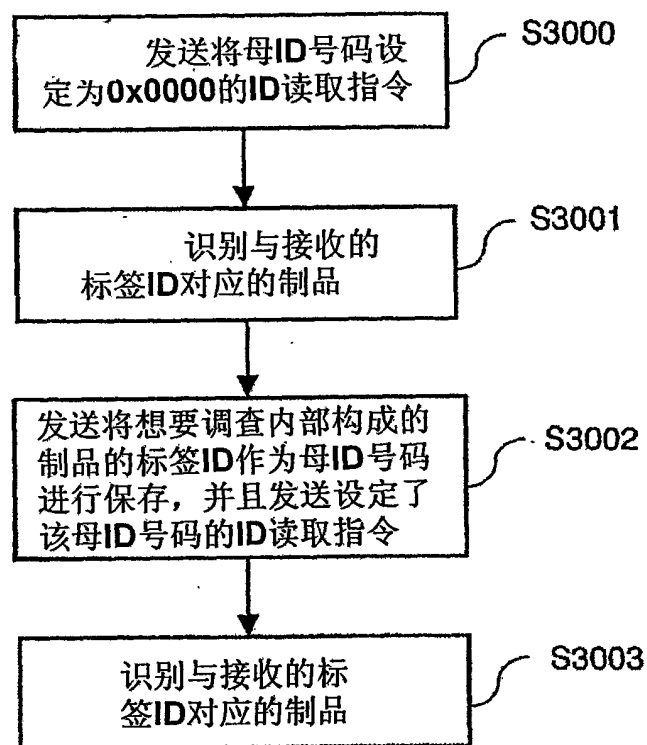 发送将母ID号码设
定为0x0000的ID读取指令
S3000
识别与接收的
标签ID对应的制品
S3001
发送将想要调查内部构成的
制品的标签ID作为母ID号码
进行保存，并且发送设定了
该母ID号码的ID读取指令
S3002
识别与接收的标
签ID对应的制品
S3003